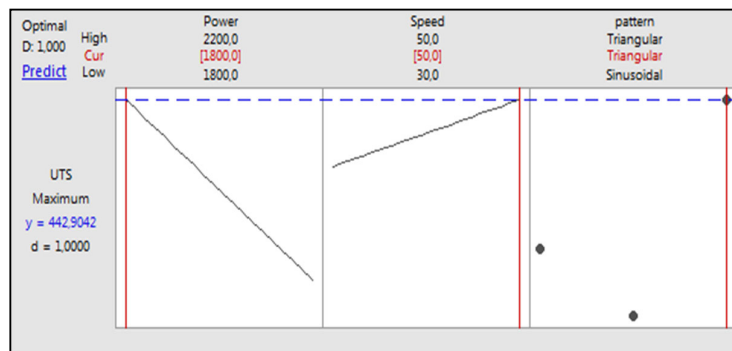 Optimal
D: 1,000
Predict
High
Cur
Low
Power
2200,0
[1800,0]
1800,0
Speed
50,0
[50,0]
30,0
pattern
Triangular
Triangular
Sinusoidal
UTS
Maximum
y = 442,9042
d = 1,0000